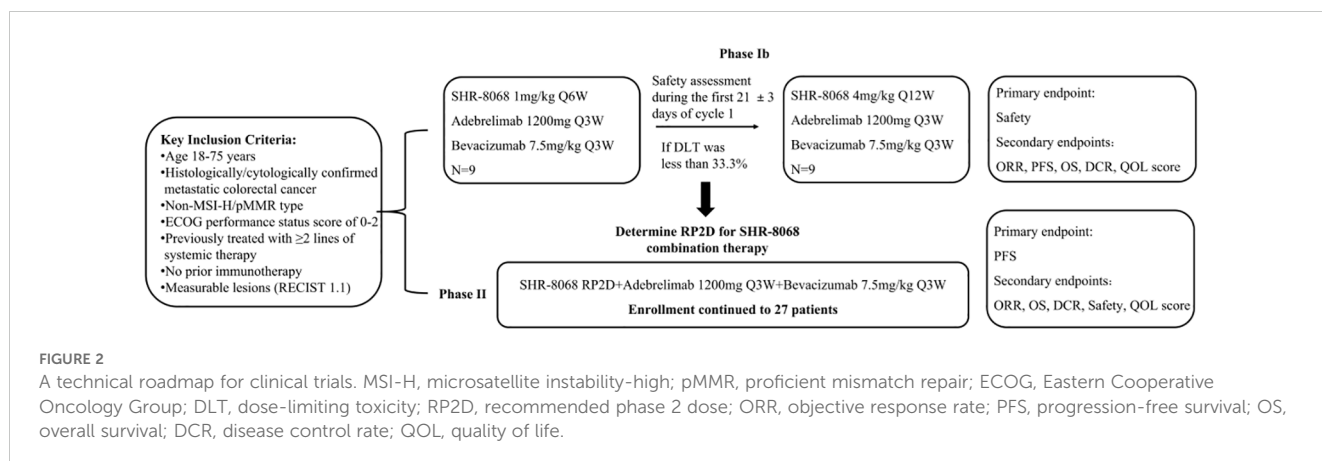 Phase Ib
Key Inclusion Criteria:
•Age 18-75 years
•Histologically/cytologically confirmed
metastatic colorectal cancer
•Non-MSI-H/pMMR type
•ECOG performance status score of 0-2
•Previously treated with ≥2 lines of
systemic therapy
•No prior immunotherapy
•Measurable lesions (RECIST 1.1)
SHR-8068 1mg/kg Q6W
Adebrelimab 1200mg Q3W
Bevacizumab 7.5mg/kg Q3W
N=9
Safety assessment
during the first 21 ± 3
days of cycle 1
If DLT was
less than 33.3%
SHR-8068 4mg/kg Q12W
Adebrelimab 1200mg Q3W
Bevacizumab 7.5mg/kg Q3W
N=9
Primary endpoint:
Safety
Secondary endpoints:
ORR, PFS, OS, DCR, QOL score
Determine RP2D for SHR-8068
combination therapy
Phase II
SHR-8068 RP2D+Adebrelimab 1200mg Q3W+Bevacizumab 7.5mg/kg Q3W
Enrollment continued to 27 patients
Primary endpoint:
PFS
Secondary endpoints:
ORR, OS, DCR, Safety, QOL score
FIGURE 2
A technical roadmap for clinical trials. MSI-H, microsatellite instability-high; pMMR, proficient mismatch repair; ECOG, Eastern Cooperative
Oncology Group; DLT, dose-limiting toxicity; RP2D, recommended phase 2 dose; ORR, objective response rate; PFS, progression-free survival; OS,
overall survival; DCR, disease control rate; QOL, quality of life.